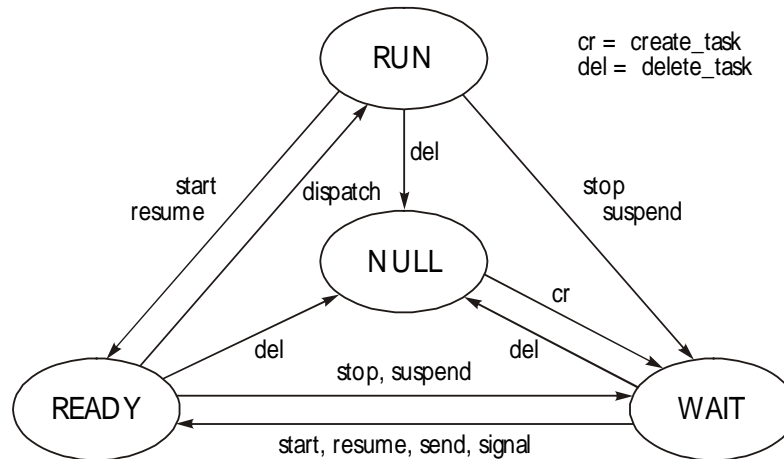 RUN
cr = create_task
del = delete_task
del
start
resume
dispatch
stop
suspend
NULL
cr
del
del
READY
stop, suspend
WAIT
start, resume, send, signal